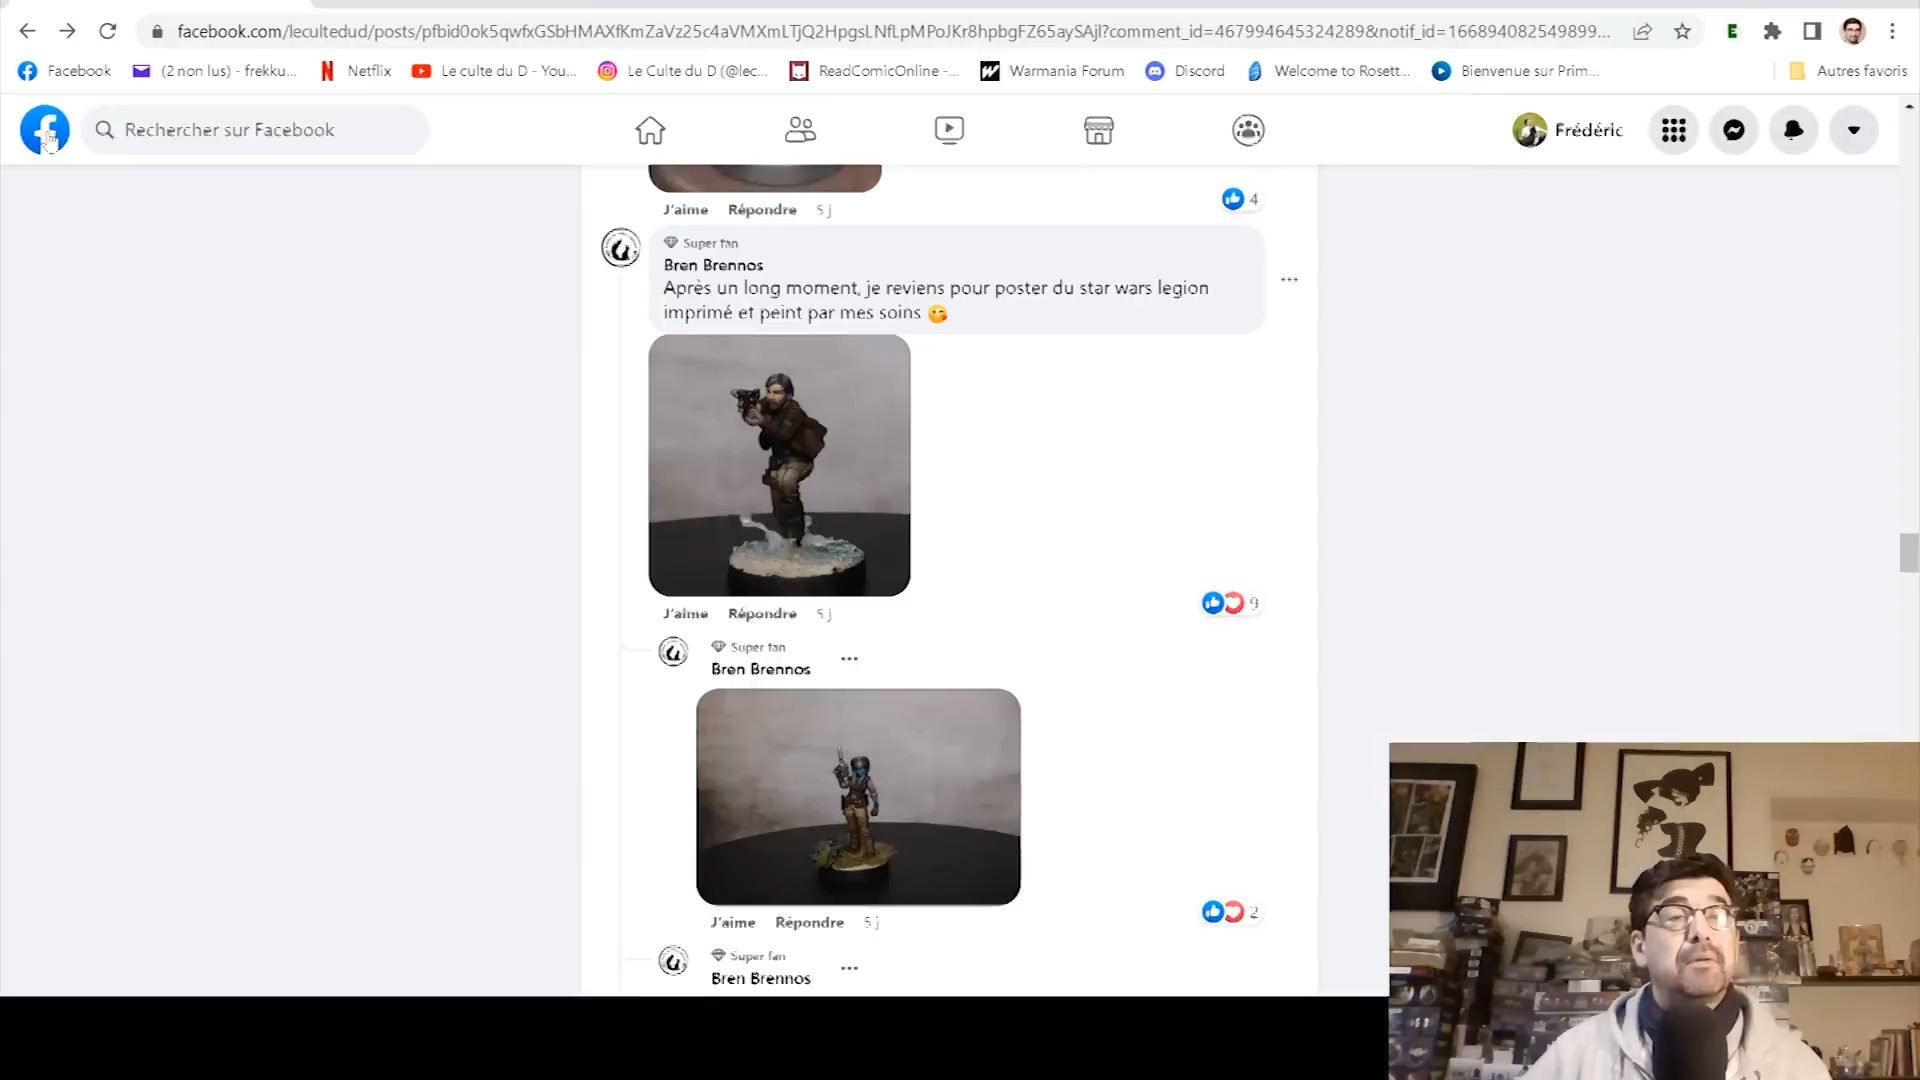 facebook.com/lecultedud/posts/pfbid0ok5qwfxGSbHMAXfKmZaVz25c4aVMXmLTjQ2HpgsLNfLpMPoJKr8hpbgFZ65aySAjl?comment_id=467994645324289&notif_id=166894082549899...
Facebook (2 non lus) - frekku... Netflix Le culte du D - You... Le Culte du D (@lec... ReadComicOnline -... Warmania Forum Discord Welcome to Rosett... Bienvenue sur Prim... Autres favoris
Rechercher sur Facebook Frédéric
J'aime Répondre 5 j 4
Super fan
Bren Brennos
Après un long moment, je reviens pour poster du star wars legion
imprimé et peint par mes soins
J'aime Répondre 5 j 9
Super fan
Bren Brennos
J'aime Répondre 5 j 2
Super fan
Bren Brennos